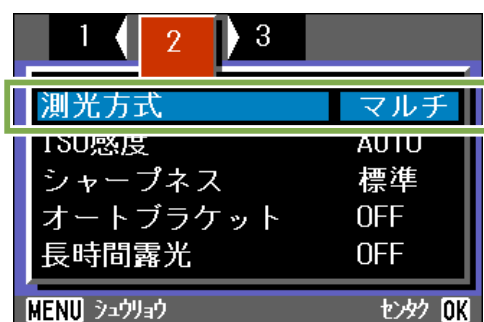 1 2 3
測光方式 マルチ
ISO感度 AUTO
シャープネス 標準
オートブラケット OFF
長時間露光 OFF
MENU シュウリョウ センタク OK